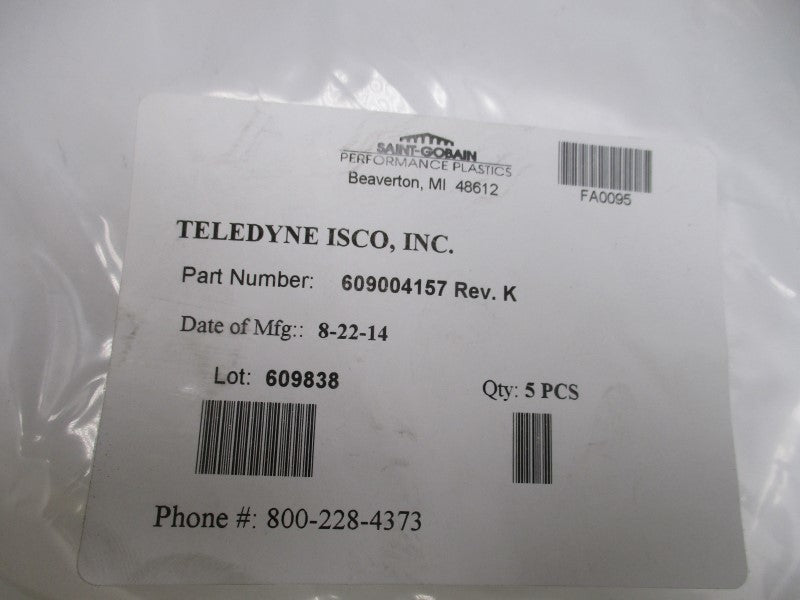 SAINT-GOBAIN
PERFORMANCE PLASTICS
Beaverton, MI 48612
FA0095
TELEDYNE ISCO, INC.
Part Number: 609004157 Rev. K
Date of Mfg:: 8-22-14
Lot: 609838
Qty: 5 PCS
Phone #: 800-228-4373